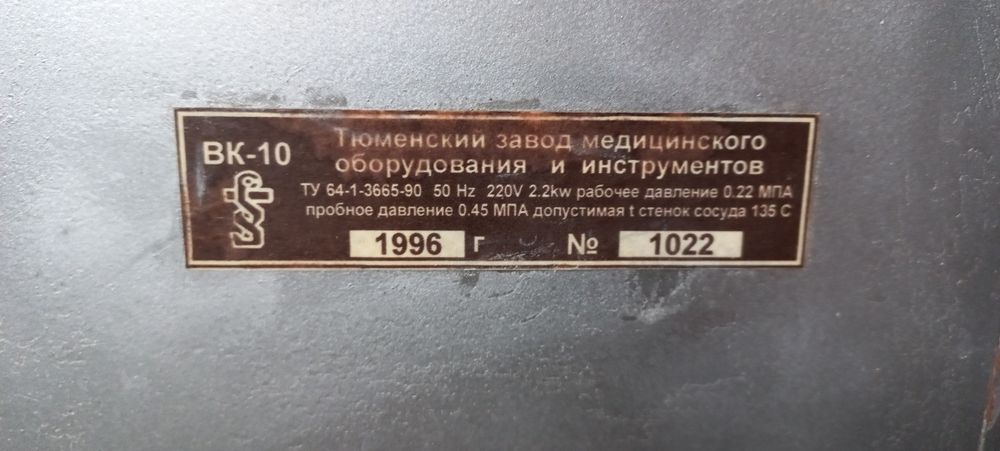 ВК-10
Тюменский завод медицинского
оборудования и инструментов
ТУ 64-1-3665-90 50 Hz 220V 2.2kw рабочее давление 0.22 МПА
пробное давление 0.45 МПА допустимая t стенок сосуда 135 С
1996 г № 1022